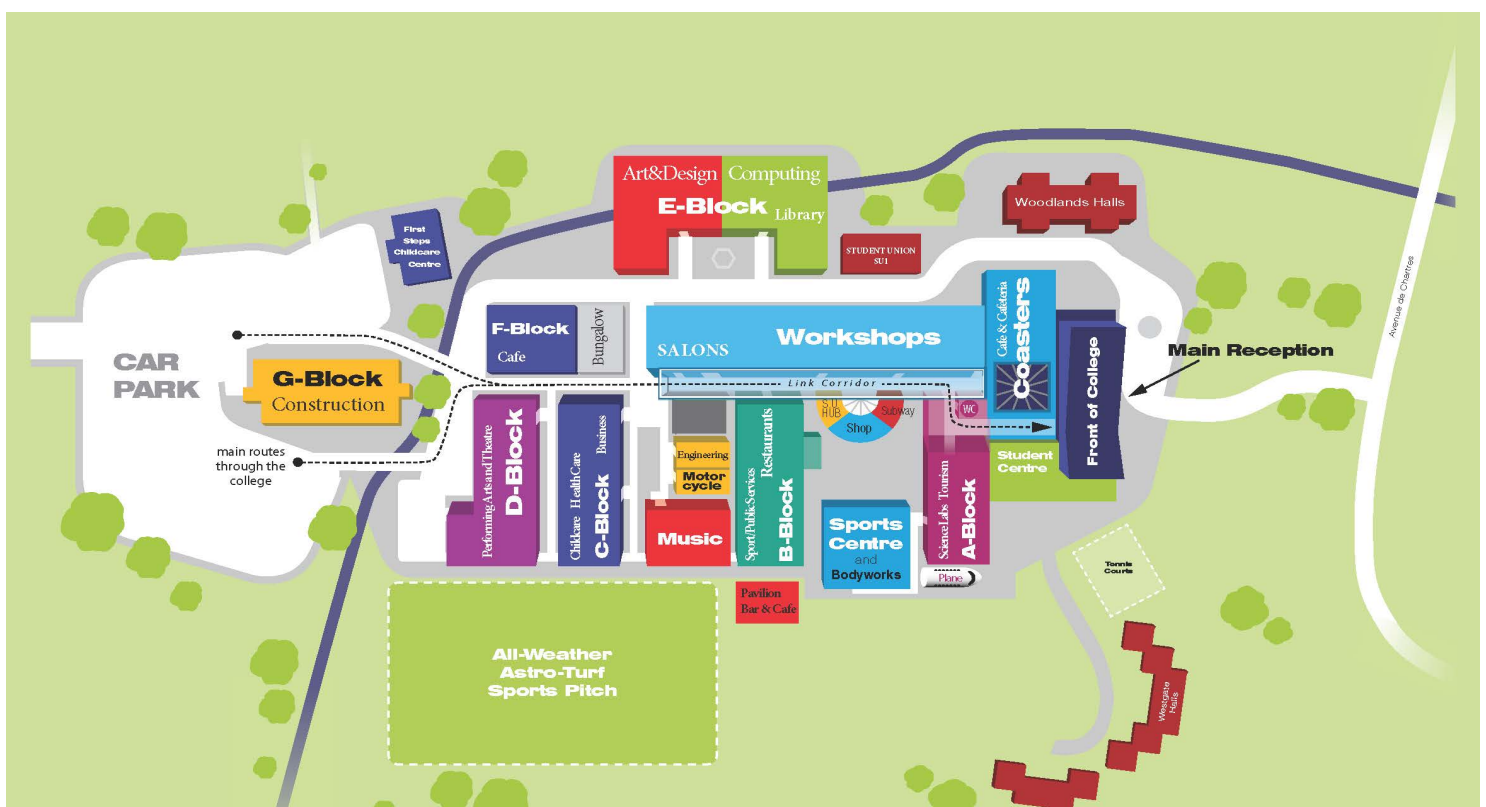 Art&Design
Computing
E-Block
Library
Woodlands Halls
First
Steps
Childcare
Centre
STUDENT UNION
SU1
Avenue de Chartres
F-Block
Cafe
Bungalow
SALONS
Workshops
Cafe & Cafeteria
Coasters
Link Corridor
Front of College
Main Reception
CAR
PARK
G-Block
Construction
main routes
through the
college
Performing Arts and Theatre
D-Block
Childcare Health Care Business
C-Block
Engineering
Motor
cycle
Music
Sport/Public Services Restaurants
B-Block
SU
HUB
Shop
Subway
WC
Student
Centre
Science Labs Tourism
A-Block
Sports
Centre
and
Bodyworks
Plane
Tennis
Courts
Pavilion
Bar & Cafe
All-Weather
Astro-Turf
Sports Pitch
Westgate
Halls